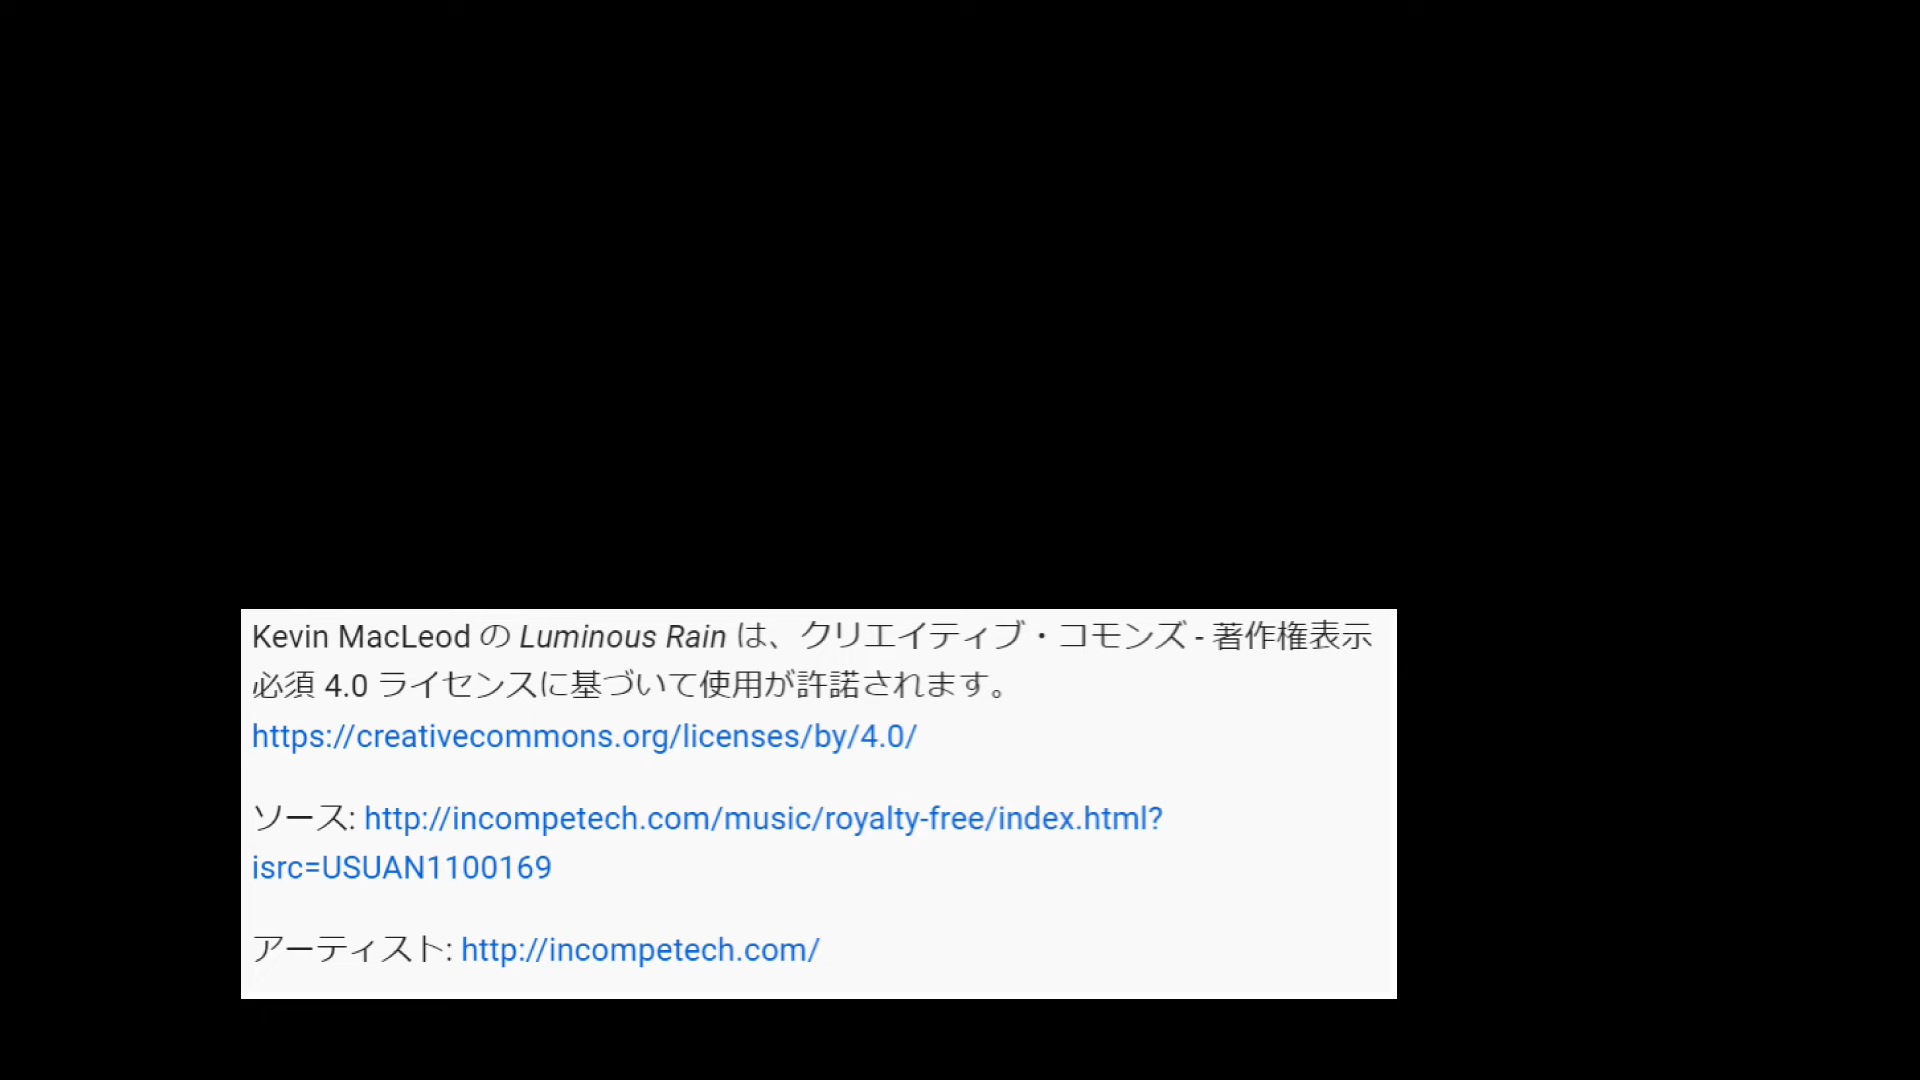 Kevin MacLeod の Luminous Rain は、クリエイティブ・コモンズ - 著作権表示
必須 4.0 ライセンスに基づいて使用が許諾されます。
https://creativecommons.org/licenses/by/4.0/
ソース: http://incompetech.com/music/royalty-free/index.html?
isrc=USUAN1100169
アーティスト: http://incompetech.com/